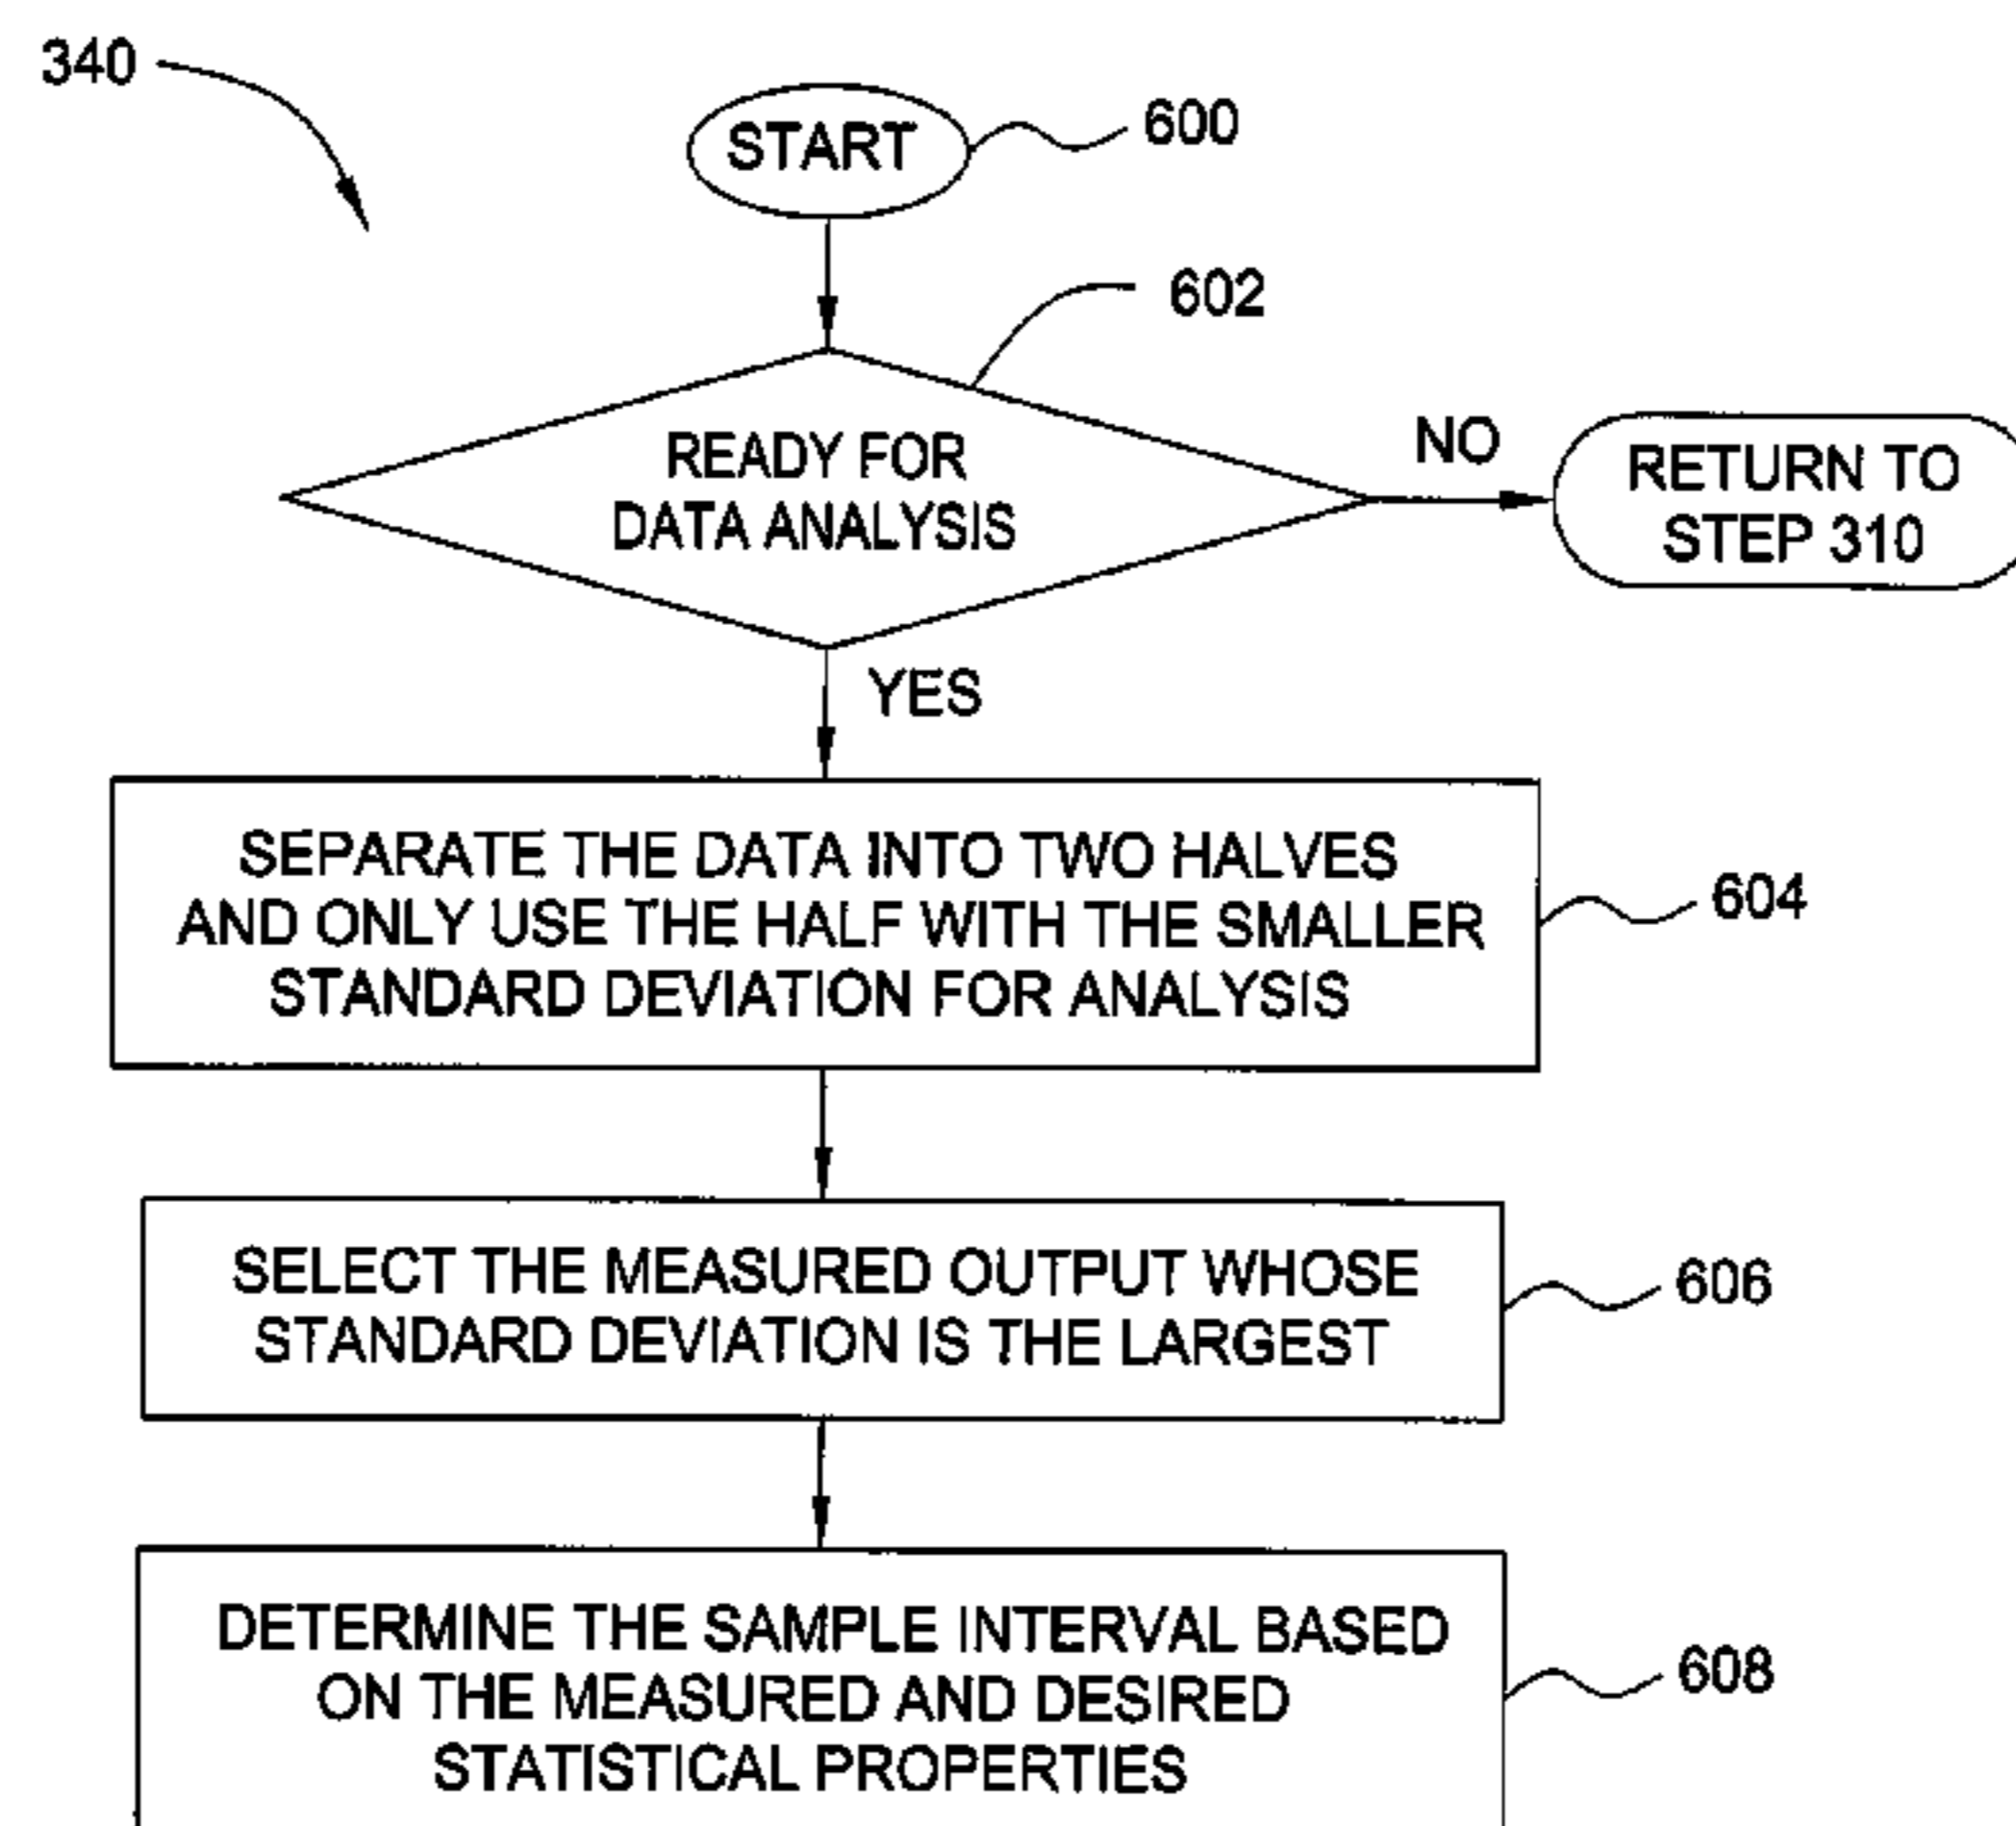 340
START
600
602
READY FOR
DATA ANALYSIS
NO
RETURN TO
STEP 310
YES
SEPARATE THE DATA INTO TWO HALVES
AND ONLY USE THE HALF WITH THE SMALLER
STANDARD DEVIATION FOR ANALYSIS
604
SELECT THE MEASURED OUTPUT WHOSE
STANDARD DEVIATION IS THE LARGEST
606
DETERMINE THE SAMPLE INTERVAL BASED
ON THE MEASURED AND DESIRED
STATISTICAL PROPERTIES
608